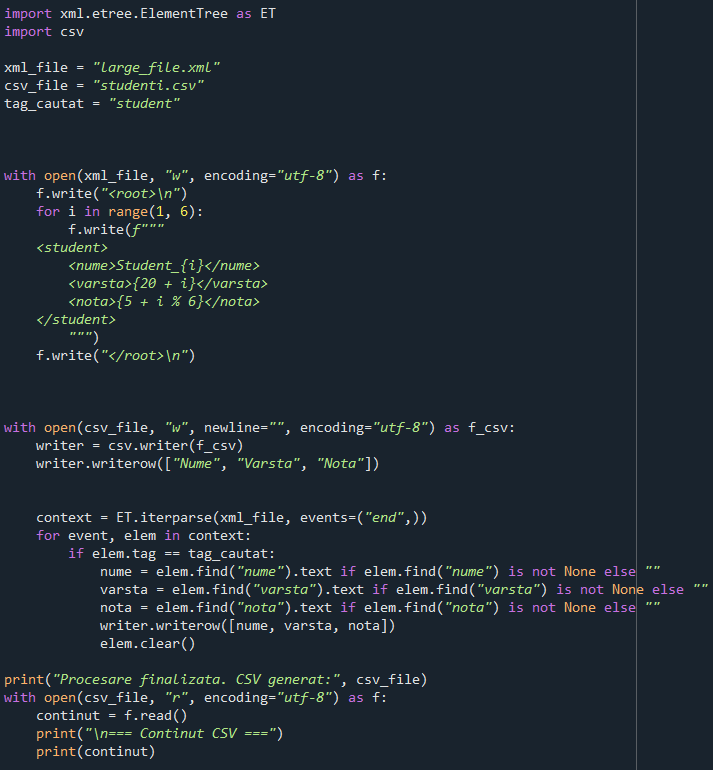 import xml.etree.ElementTree as ET
import csv
xml_file = "large_file.xml"
csv_file = "studenti.csv"
tag_cautat = "student"
with open(xml_file, "w", encoding="utf-8") as f:
    f.write("<root>\n")
    for i in range(1, 6):
        f.write(f"""
    <student>
        <nume>Student_{i}</nume>
        <varsta>{20 + i}</varsta>
        <nota>{5 + i % 6}</nota>
    </student>
        """)
    f.write("</root>\n")
with open(csv_file, "w", newline="", encoding="utf-8") as f_csv:
    writer = csv.writer(f_csv)
    writer.writerow(["Nume", "Varsta", "Nota"])
    context = ET.iterparse(xml_file, events=("end",))
    for event, elem in context:
        if elem.tag == tag_cautat:
            nume = elem.find("nume").text if elem.find("nume") is not None else ""
            varsta = elem.find("varsta").text if elem.find("varsta") is not None else ""
            nota = elem.find("nota").text if elem.find("nota") is not None else ""
            writer.writerow([nume, varsta, nota])
            elem.clear()
print("Procesare finalizata. CSV generat:", csv_file)
with open(csv_file, "r", encoding="utf-8") as f:
    continut = f.read()
    print("\n=== Continut CSV ===")
    print(continut)